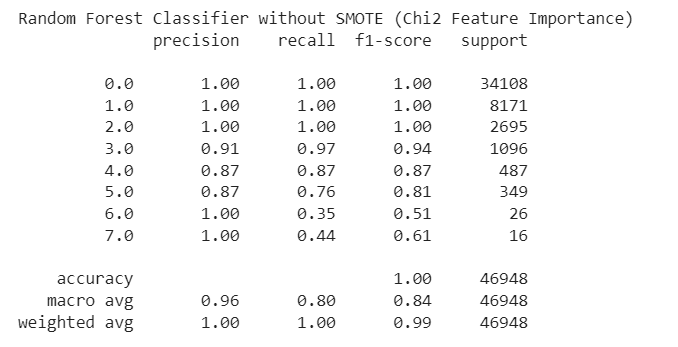 Random Forest Classifier without SMOTE (Chi2 Feature Importance)
precision recall f1-score support
0.0 1.00 1.00 1.00 34108
1.0 1.00 1.00 1.00 8171
2.0 1.00 1.00 1.00 2695
3.0 0.91 0.97 0.94 1096
4.0 0.87 0.87 0.87 487
5.0 0.87 0.76 0.81 349
6.0 1.00 0.35 0.51 26
7.0 1.00 0.44 0.61 16
accuracy 1.00 46948
macro avg 0.96 0.80 0.84 46948
weighted avg 1.00 1.00 0.99 46948